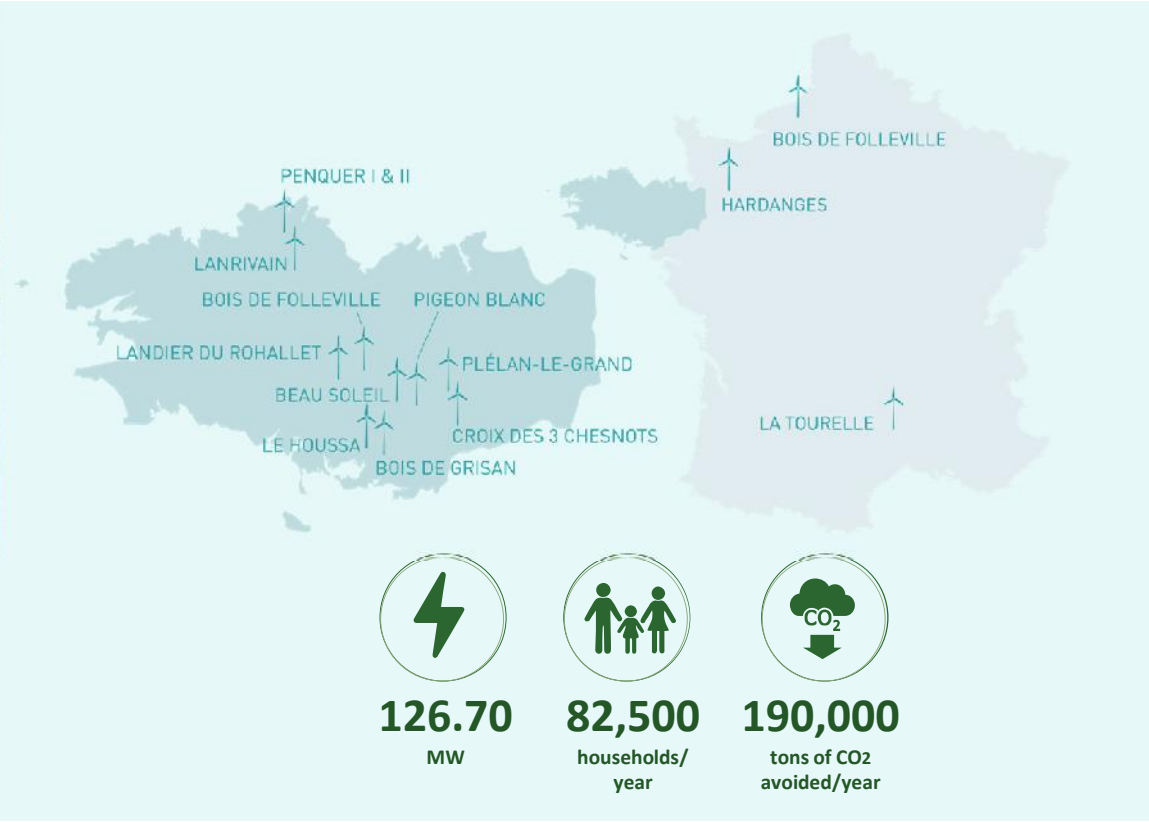 PENQUER I & II
LANRIVAIN
BOIS DE FOLLEVILLE
PIGEON BLANC
LANDIER DU ROHALLET
PLÉLAN-LE-GRAND
BEAU SOLEIL
CROIX DES 3 CHESNOTS
LE HOUSSA
BOIS DE GRISAN
BOIS DE FOLLEVILLE
HARDANGES
LA TOURELLE
126.70
MW
82,500
households/
year
CO2
190,000
tons of CO2
avoided/year